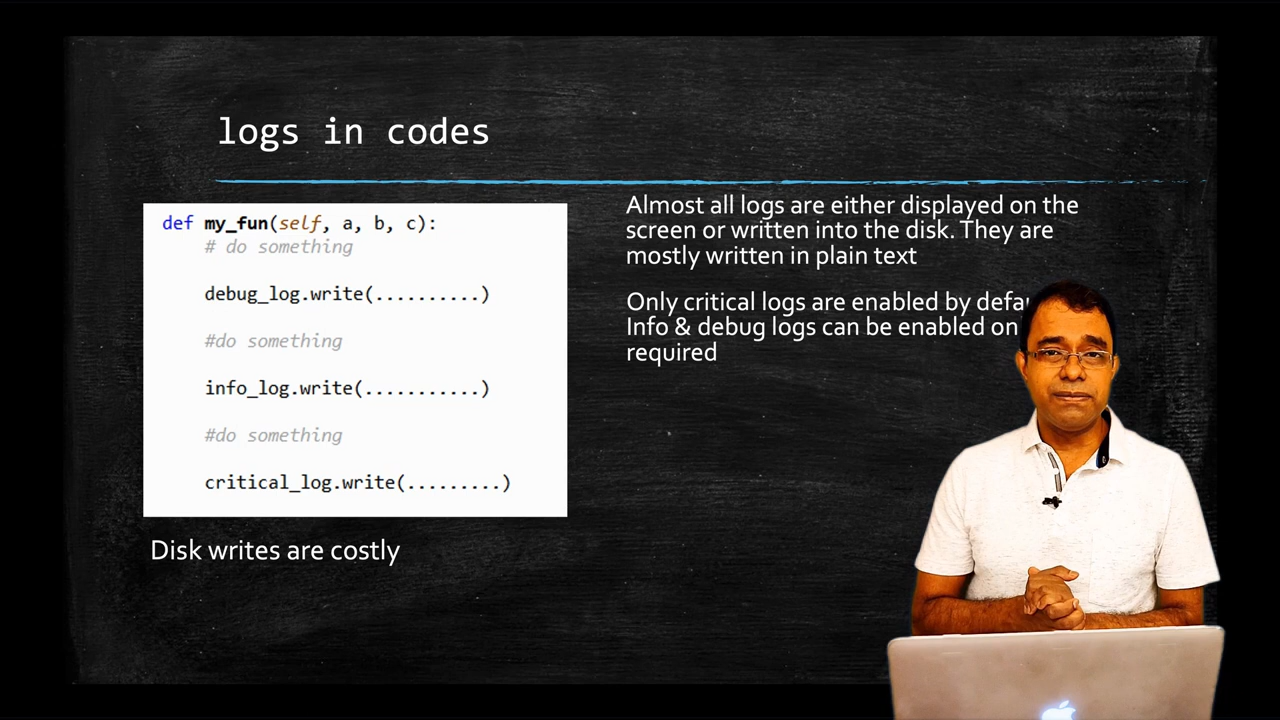 logs in codes
def my_fun(self, a, b, c):
# do something
debug_log.write(..........)
#do something
info_log.write(...........)
#do something
critical_log.write(.........)
Disk writes are costly
Almost all logs are either displayed on the
screen or written into the disk. They are
mostly written in plain text
Only critical logs are enabled by
Info & debug logs can be enabled on
required